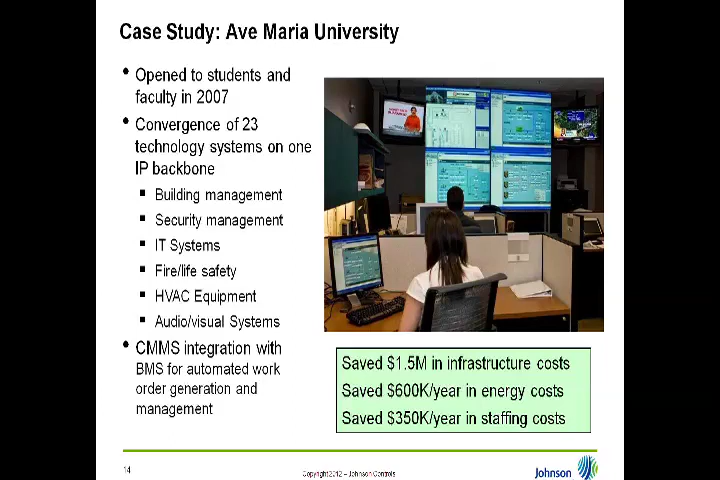 Case Study: Ave Maria University
• Opened to students and
faculty in 2007
• Convergence of 23
technology systems on one
IP backbone
▪ Building management
▪ Security management
▪ IT Systems
▪ Fire/life safety
▪ HVAC Equipment
▪ Audio/visual Systems
• CMMS integration with
BMS for automated work
order generation and
management
Saved $1.5M in infrastructure costs
Saved $600K/year in energy costs
Saved $350K/year in staffing costs
14
Copyright 2012 – Johnson Controls
Johnson